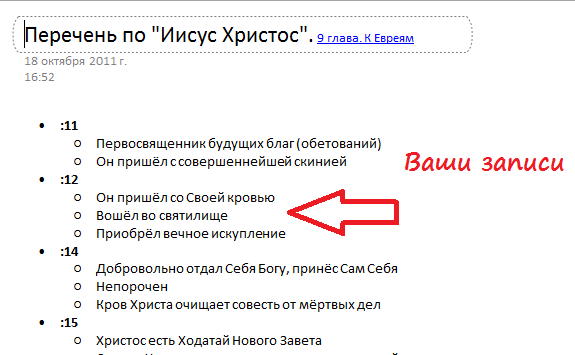 Перечень по "Иисус Христос". 9 глава. К Евреям
18 октября 2011 г.
16:52
:11
Первосвященник будущих благ (обетований)
Он пришёл с совершеннейшей скинией
Ваши записи
:12
Он пришёл со Своей кровью
Вошёл во святилище
Приобрёл вечное искупление
:14
Добровольно отдал Себя Богу, принёс Сам Себя
Непорочен
Кров Христа очищает совесть от мёртвых дел
:15
Христос есть Ходатай Нового Завета